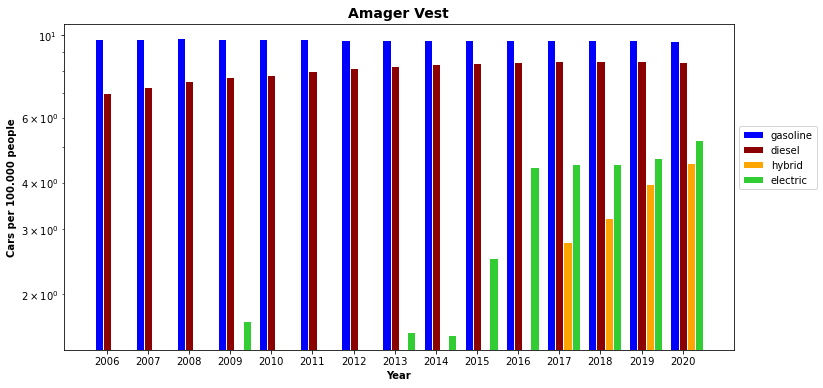 Amager Vest
Cars per 100.000 people
10¹
6 × 10⁰
4 × 10⁰
3 × 10⁰
2 × 10⁰
2006 2007 2008 2009 2010 2011 2012 2013 2014 2015 2016 2017 2018 2019 2020
Year
gasoline
diesel
hybrid
electric